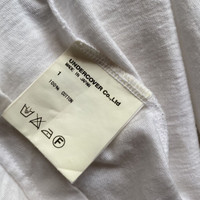 UNDERCOVER Co.,Ltd
MADE IN JAPAN
1
100% COTTON
F